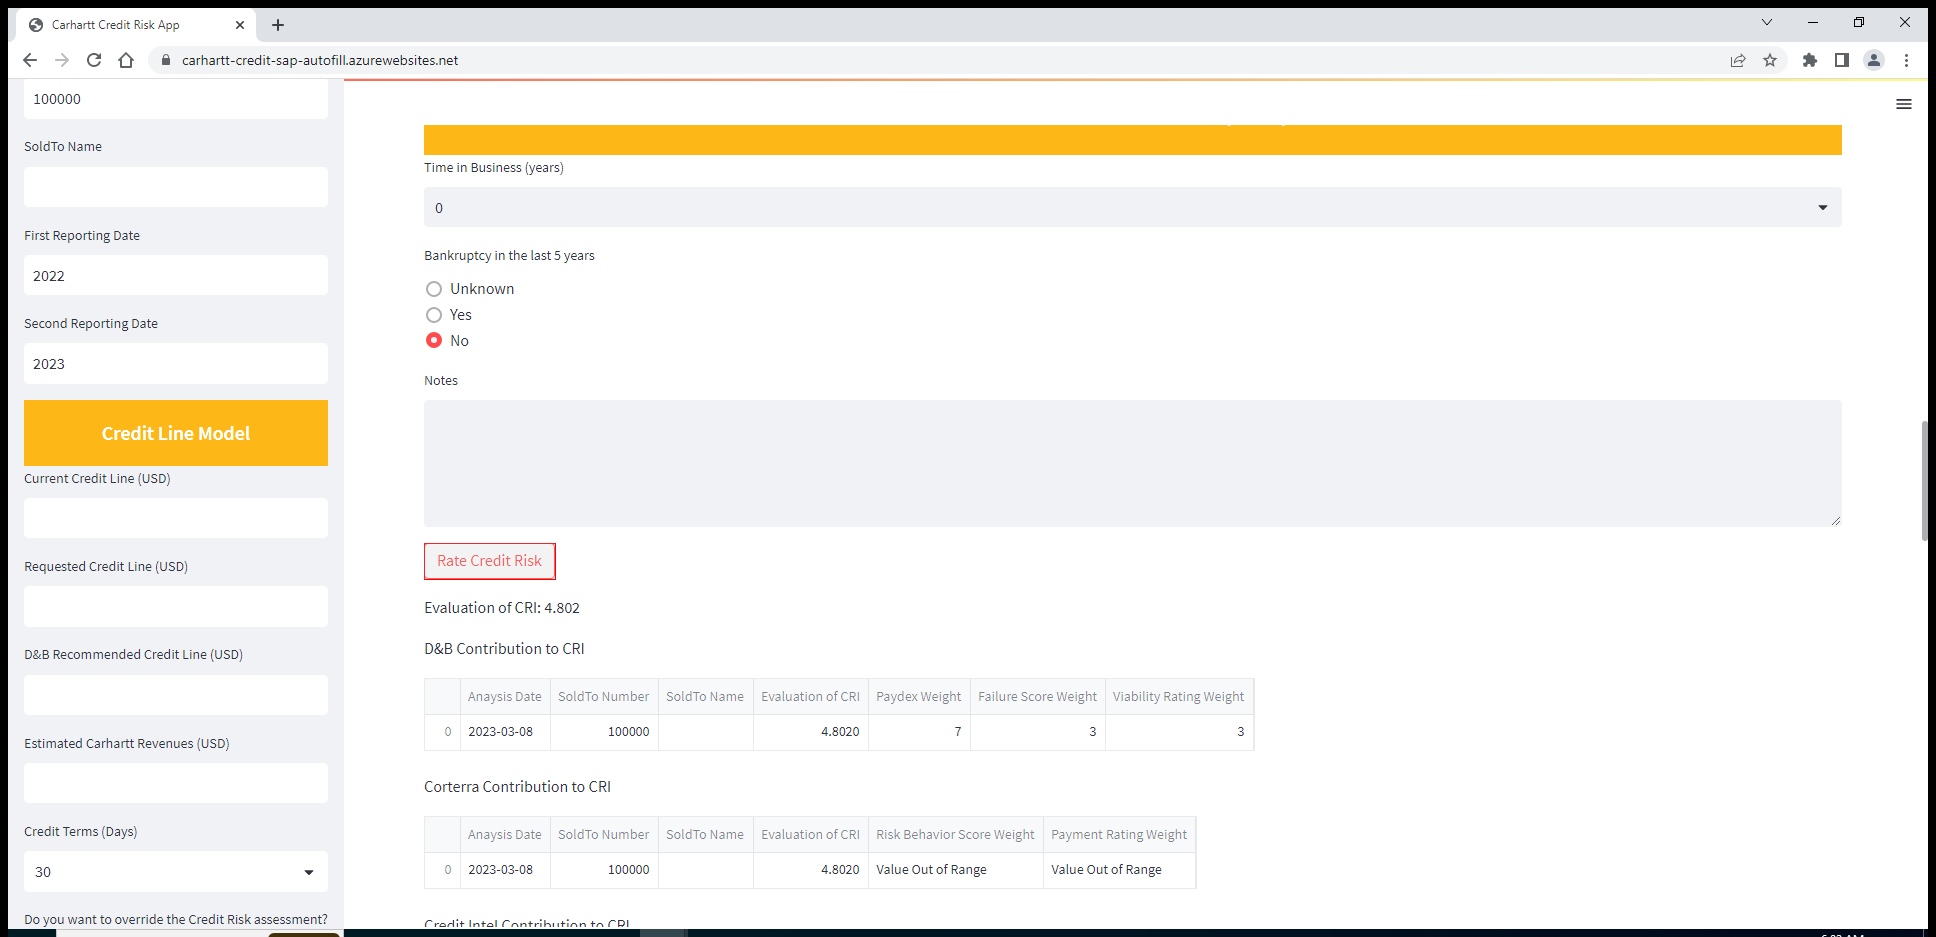 Carhartt Credit Risk App
carhartt-credit-sap-autofill.azurewebsites.net
100000
SoldTo Name
First Reporting Date
2022
Second Reporting Date
2023
Credit Line Model
Current Credit Line (USD)
Requested Credit Line (USD)
D&B Recommended Credit Line (USD)
Estimated Carhartt Revenues (USD)
Credit Terms (Days)
30
Do you want to override the Credit Risk assessment?
Time in Business (years)
0
Bankruptcy in the last 5 years
Unknown
Yes
No
Notes
Rate Credit Risk
Evaluation of CRI: 4.802
D&B Contribution to CRI
Anaysis Date SoldTo Number SoldTo Name Evaluation of CRI Paydex Weight Failure Score Weight Viability Rating Weight
0 2023-03-08 100000 4.8020 7 3 3
Corterra Contribution to CRI
Anaysis Date SoldTo Number SoldTo Name Evaluation of CRI Risk Behavior Score Weight Payment Rating Weight
0 2023-03-08 100000 4.8020 Value Out of Range Value Out of Range
Credit Intel Contribution to CRI